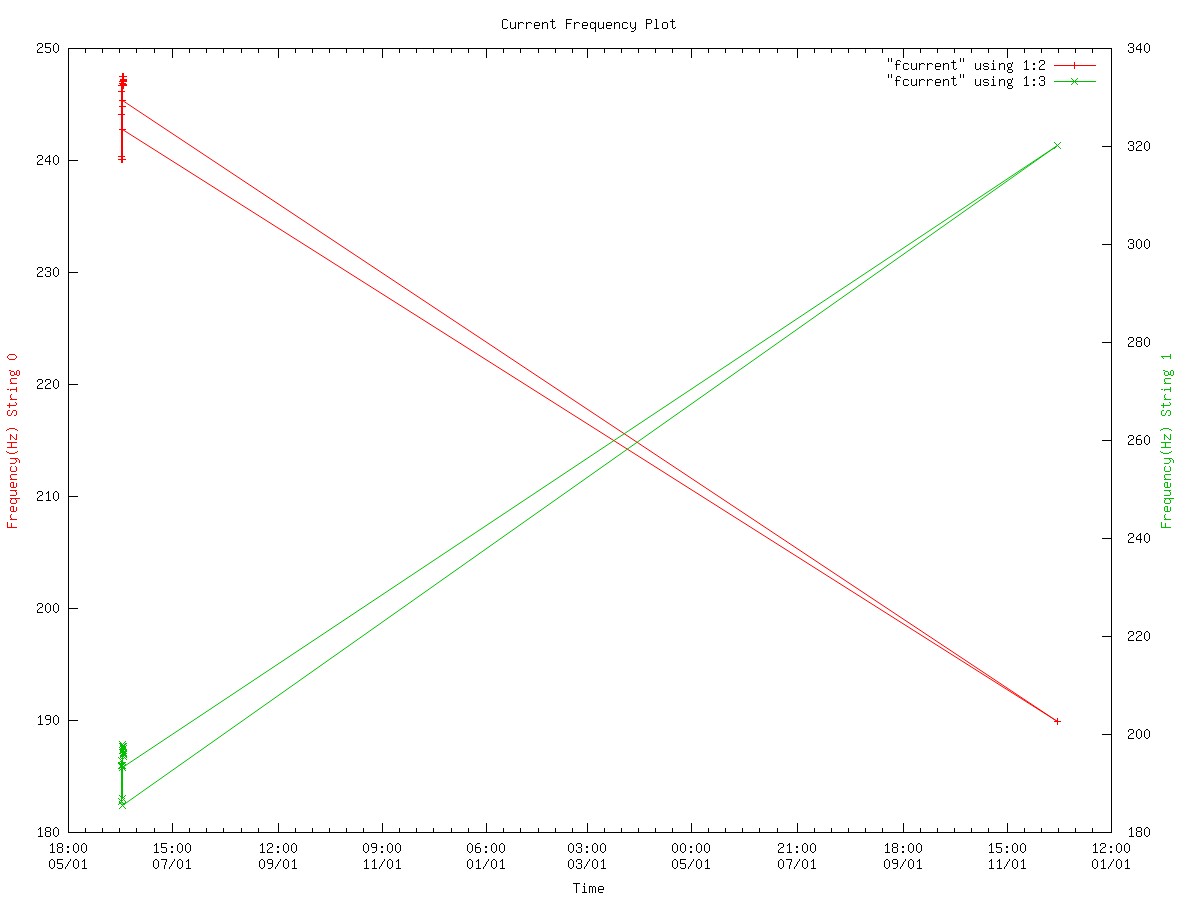 Current Frequency Plot
250
240
230
220
210
200
190
180
340
320
300
280
260
240
220
200
180
"fcurrent" using 1:2
"fcurrent" using 1:3
Frequency(Hz) String 0
Frequency(Hz) String 1
18:00 15:00 12:00 09:00 06:00 03:00 00:00 21:00 18:00 15:00 12:00
05/01 07/01 09/01 11/01 01/01 03/01 05/01 07/01 09/01 11/01 01/01
Time